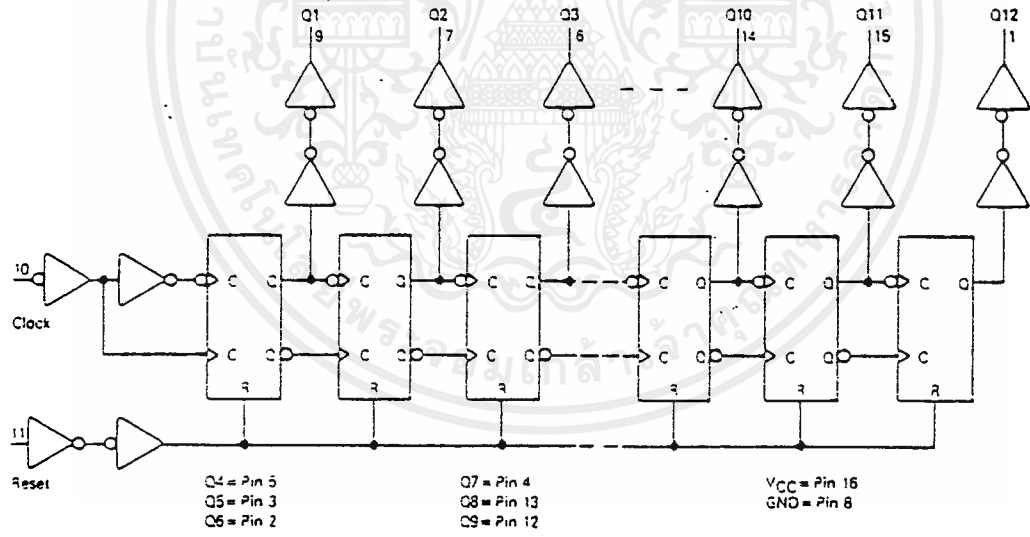 Q1 Q2 Q3 Q10 Q11 Q12
9 7 6 14 15 1
10 C Q C Q C Q C Q C Q C Q
Clock
C Q C Q C Q C Q C Q C
R R R R R R
11
Reset
Q4 = Pin 5 Q7 = Pin 4 VCC = Pin 16
Q5 = Pin 3 Q8 = Pin 13 GND = Pin 8
Q6 = Pin 2 Q9 = Pin 12